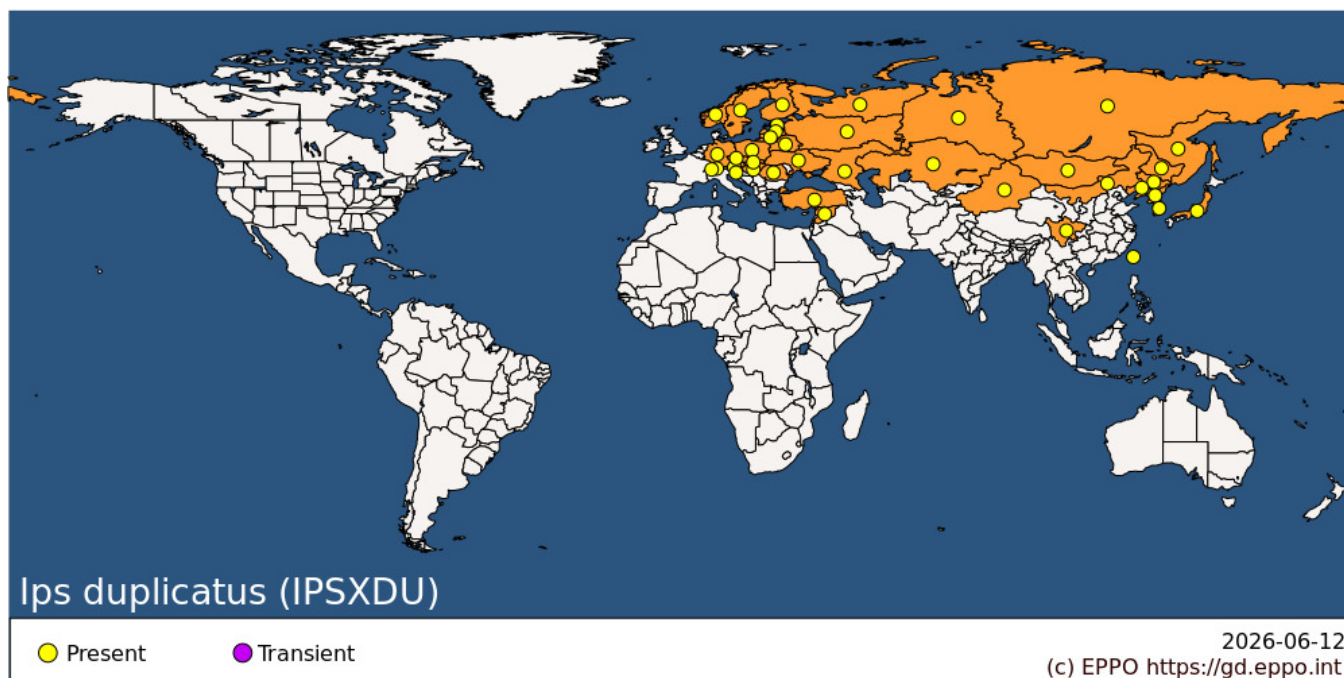 Ips duplicatus (IPSXDU)
Present
Transient
2026-06-12
(c) EPPO https://gd.eppo.int